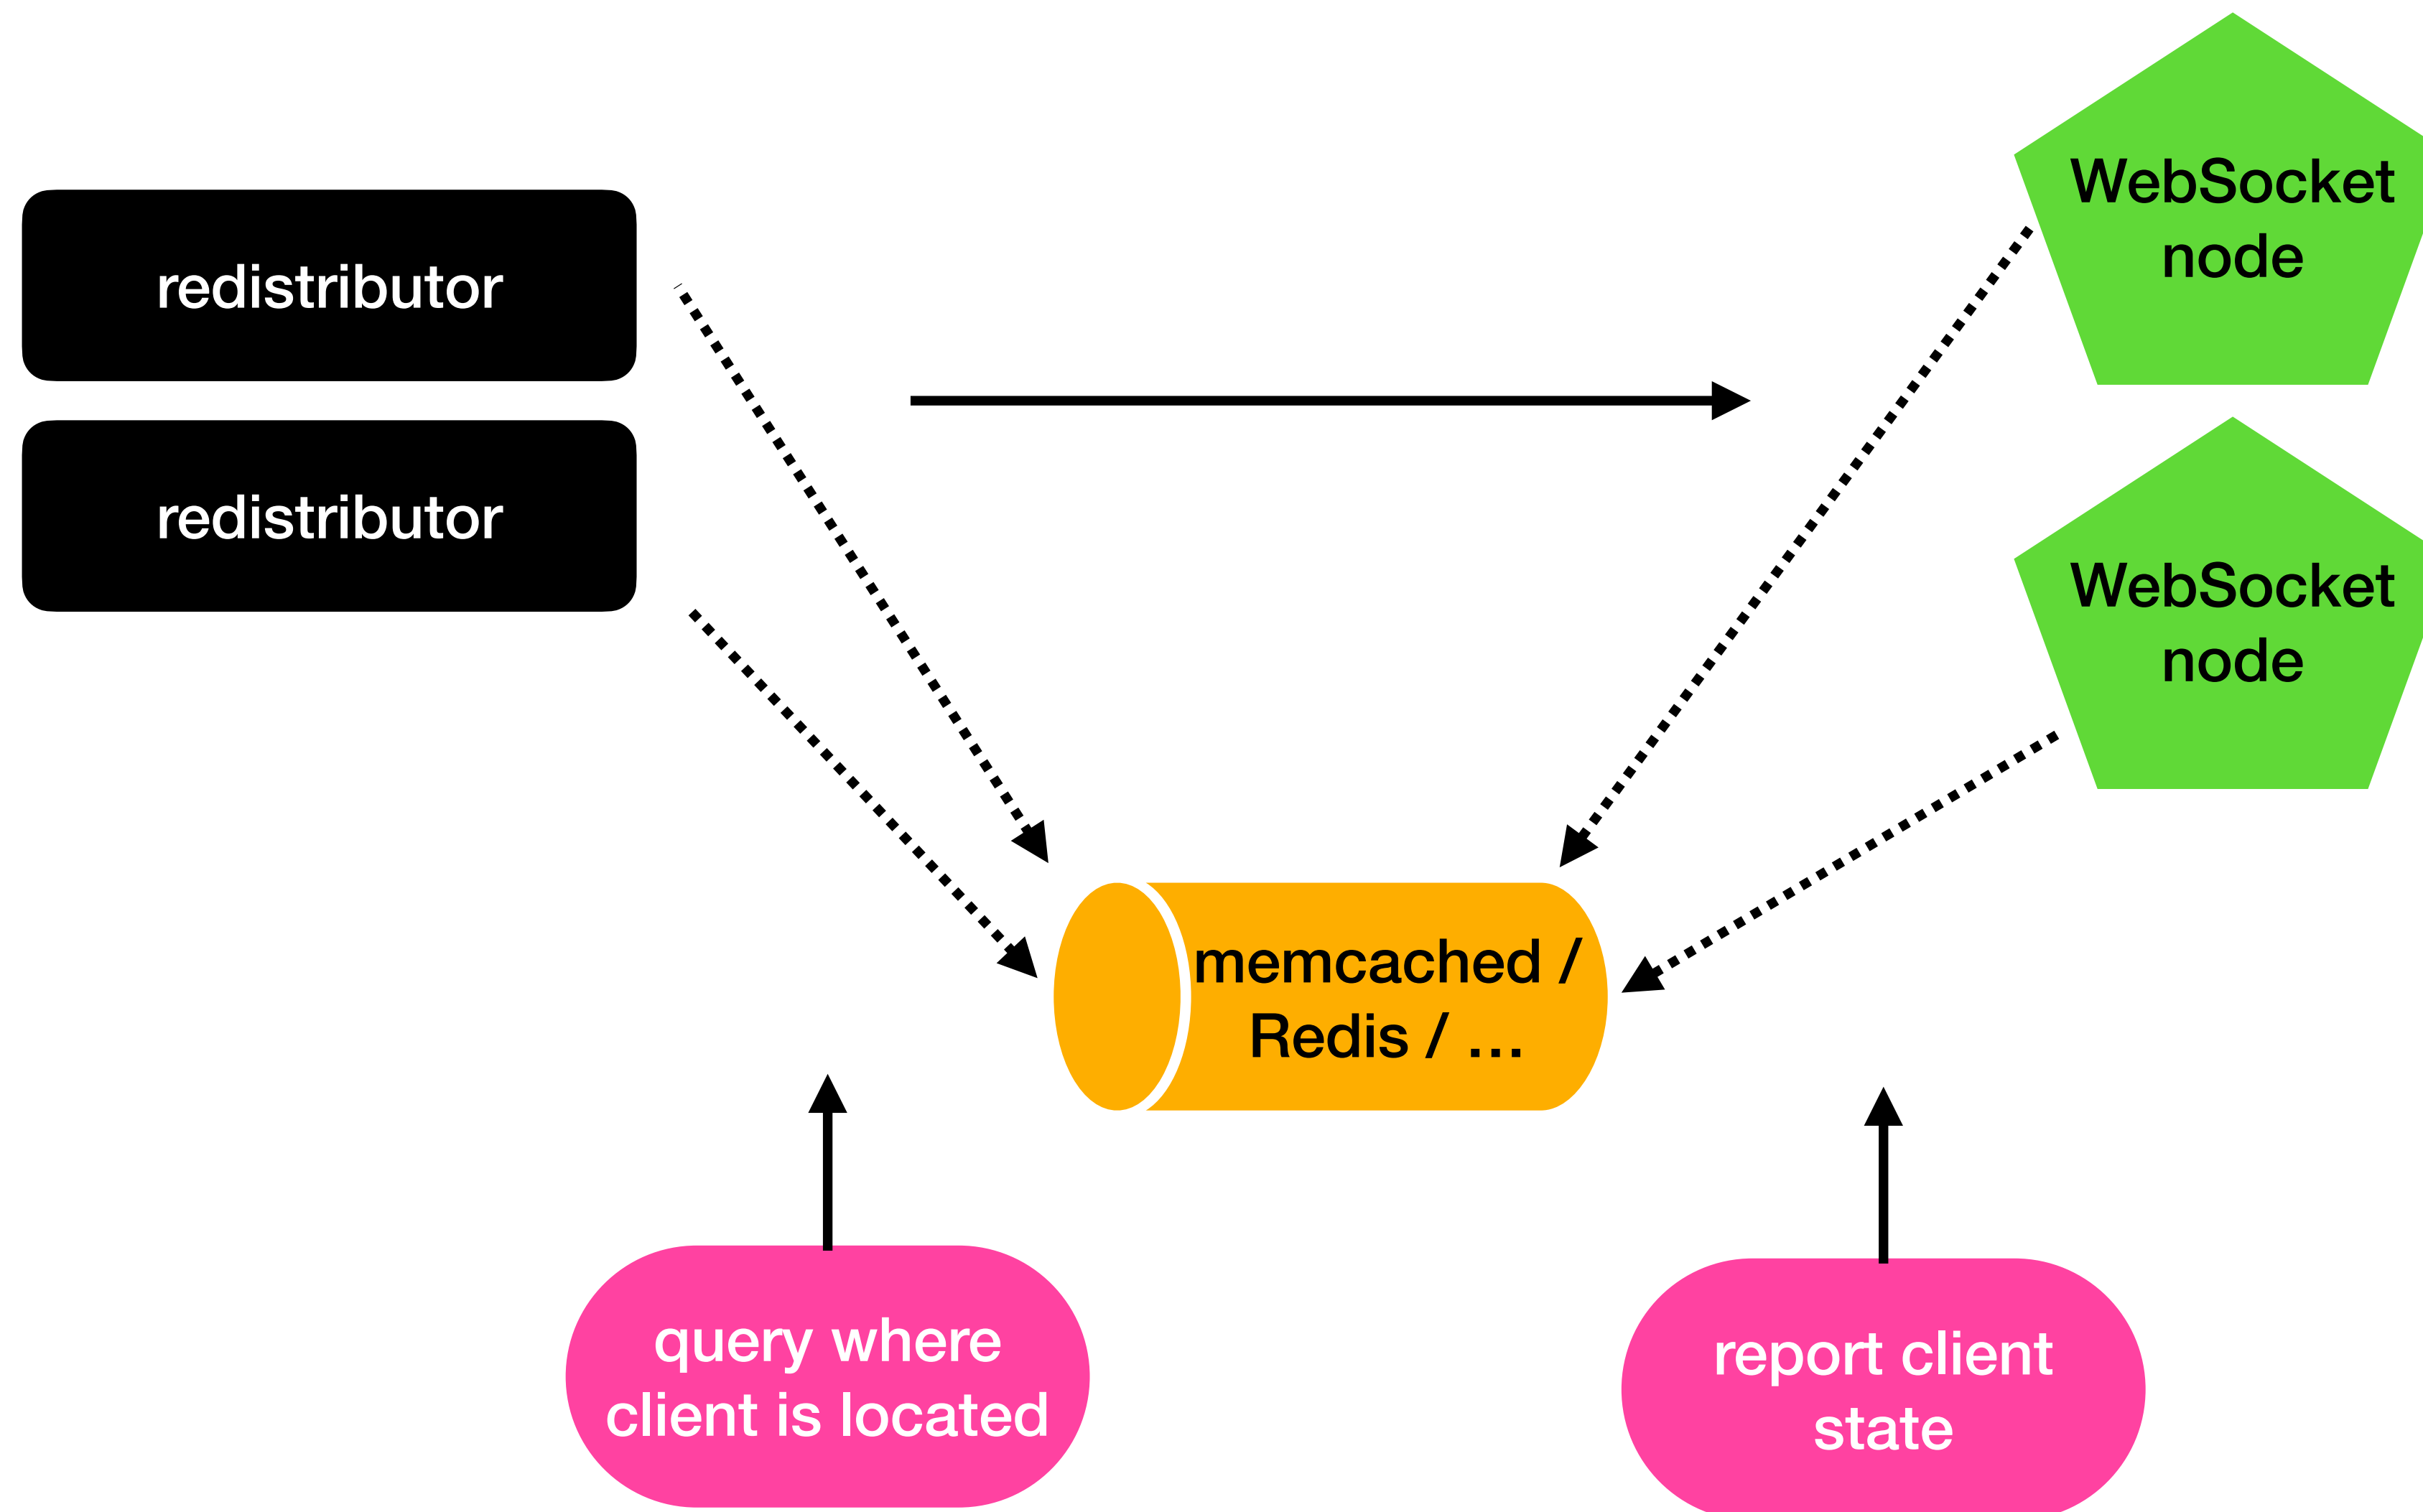 WebSocket
node
redistributor
redistributor
WebSocket
node
memcached /
Redis / ...
query where
client is located
report client
state